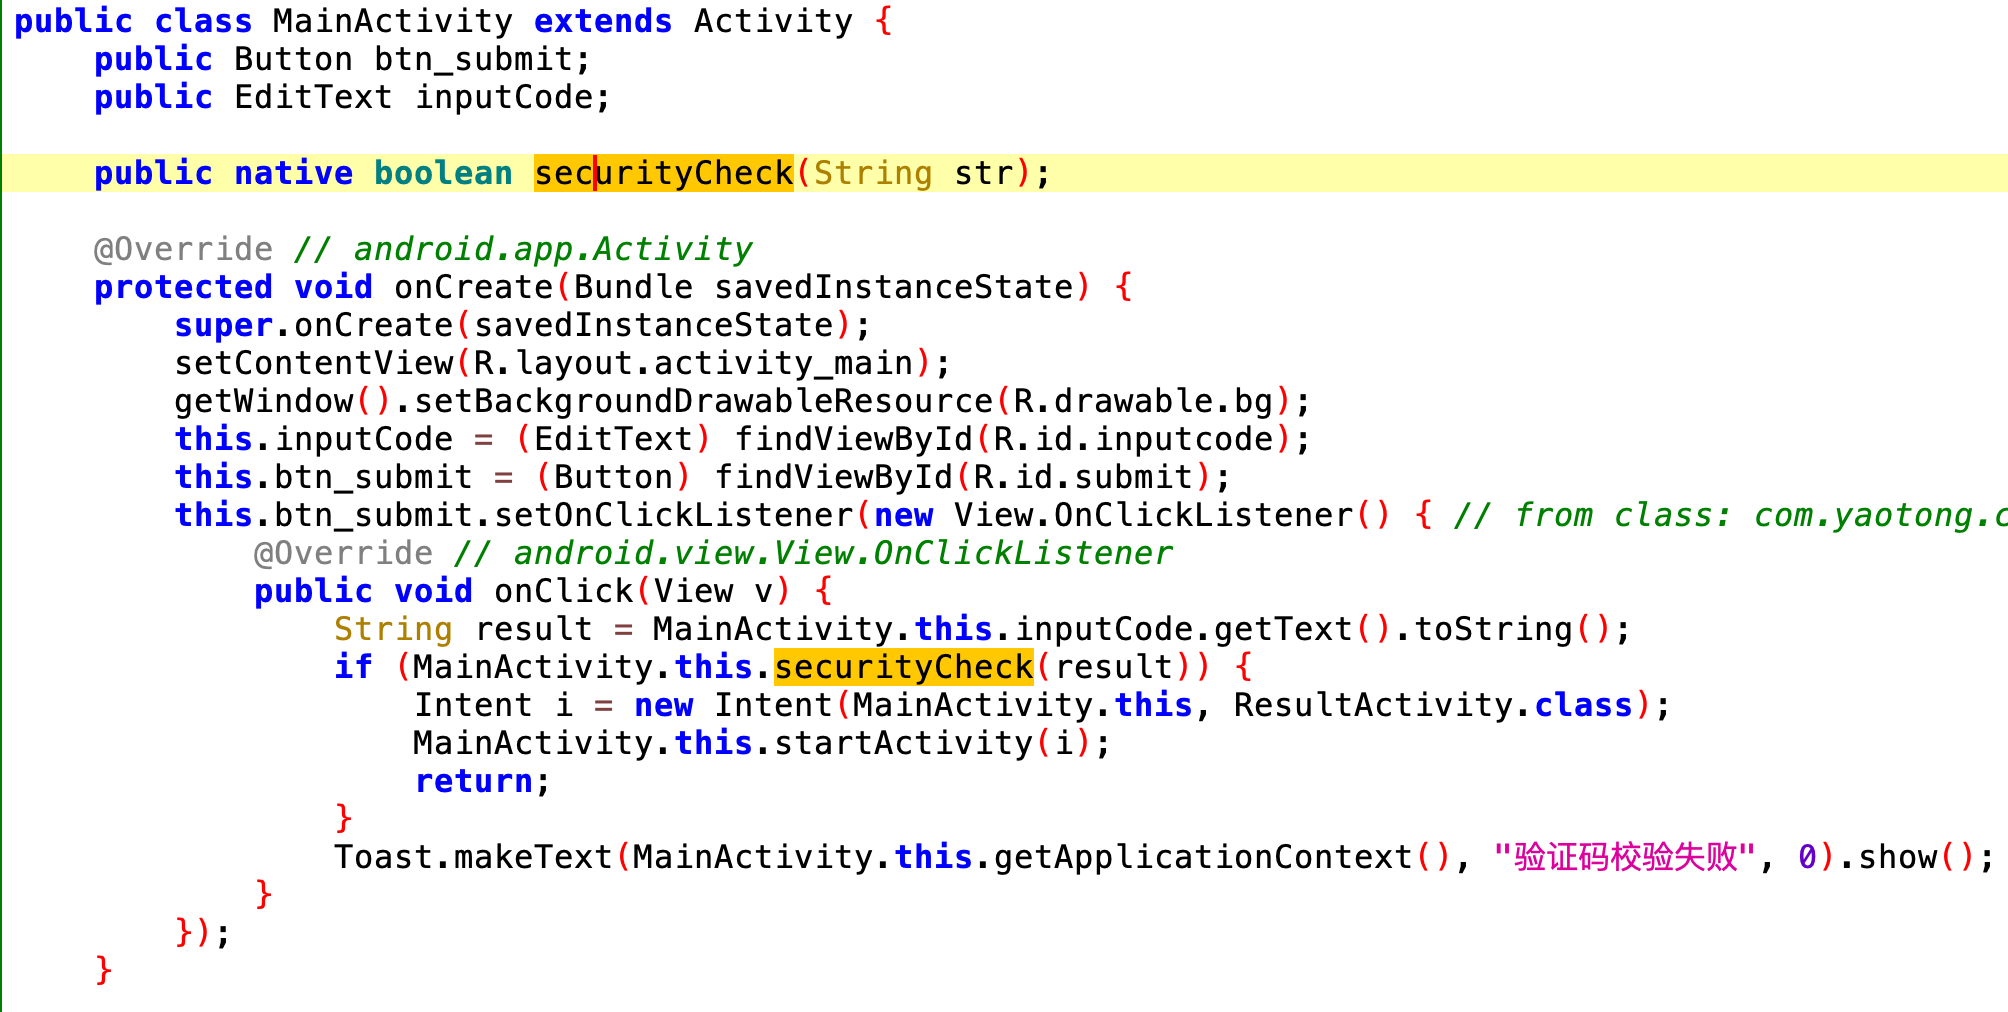 public class MainActivity extends Activity {
    public Button btn_submit;
    public EditText inputCode;

    public native boolean securityCheck(String str);

    @Override // android.app.Activity
    protected void onCreate(Bundle savedInstanceState) {
        super.onCreate(savedInstanceState);
        setContentView(R.layout.activity_main);
        getWindow().setBackgroundDrawableResource(R.drawable.bg);
        this.inputCode = (EditText) findViewById(R.id.inputcode);
        this.btn_submit = (Button) findViewById(R.id.submit);
        this.btn_submit.setOnClickListener(new View.OnClickListener() { // from class: com.yaotong.c
            @Override // android.view.View.OnClickListener
            public void onClick(View v) {
                String result = MainActivity.this.inputCode.getText().toString();
                if (MainActivity.this.securityCheck(result)) {
                    Intent i = new Intent(MainActivity.this, ResultActivity.class);
                    MainActivity.this.startActivity(i);
                    return;
                }
                Toast.makeText(MainActivity.this.getApplicationContext(), "验证码校验失败", 0).show();
            }
        });
    }